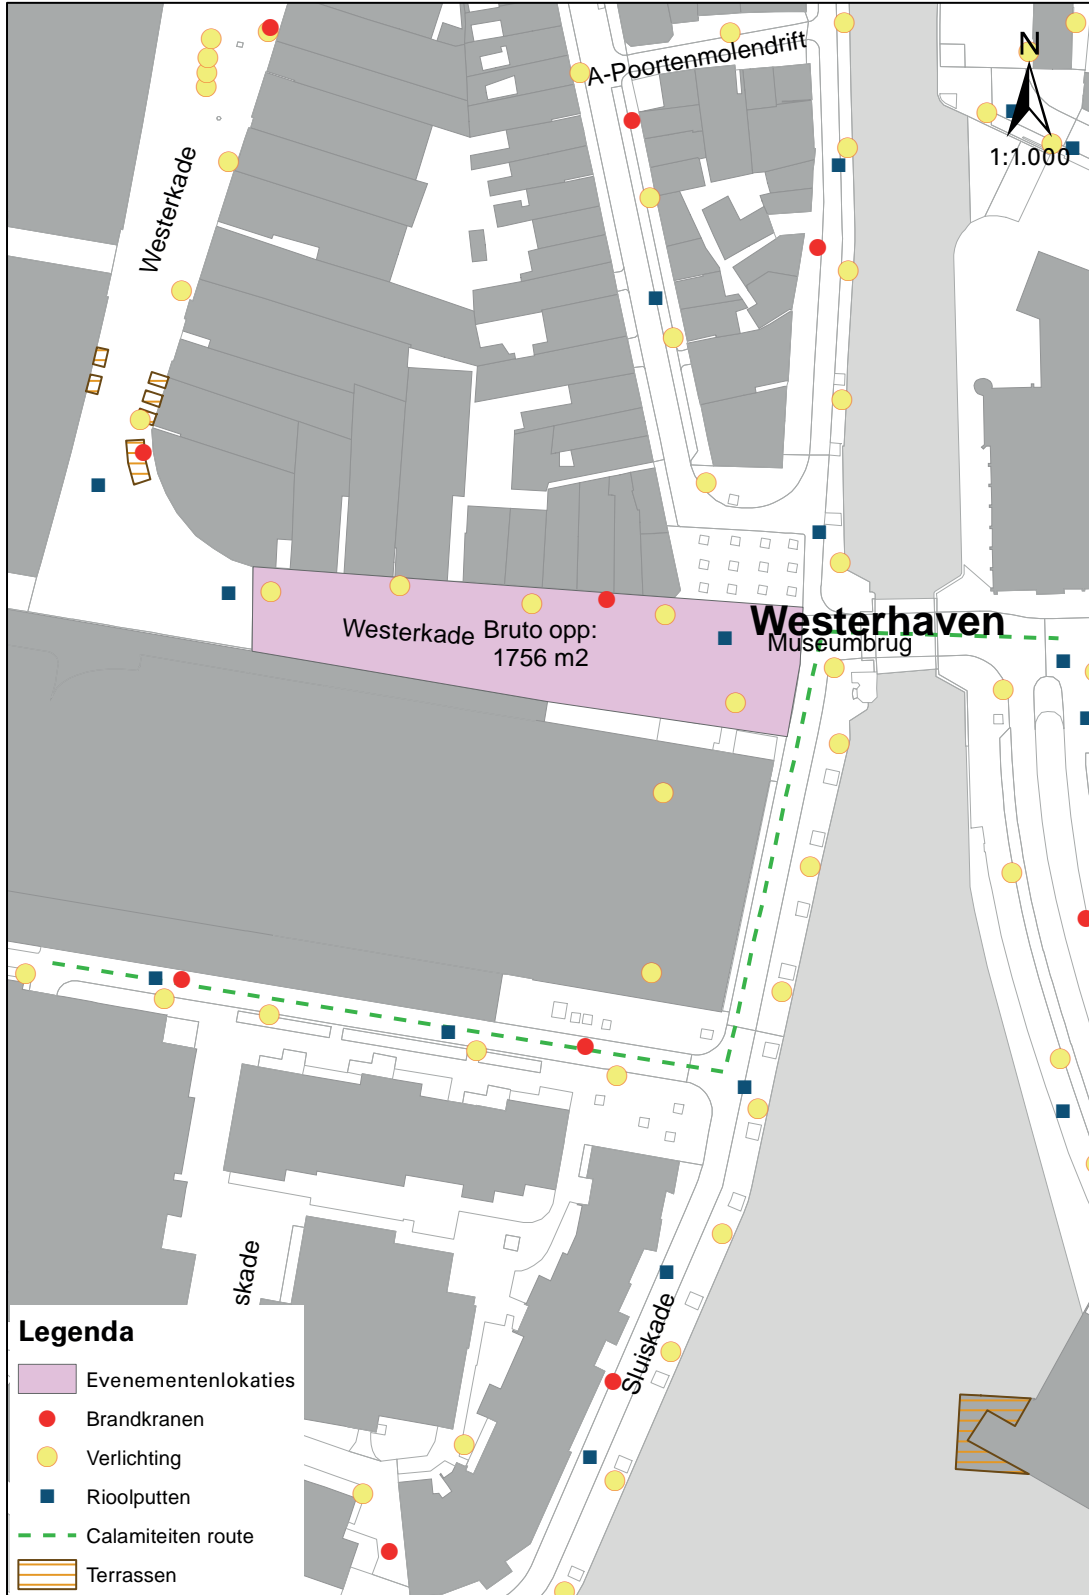 A-Poortenmolendrift
N
1:1.000
Westerkade
Westerkade
Bruto opp:
1756 m2
Westerhaven
Museumbrug
skade
Sluiskade
Legenda
Evenementenlokaties
Brandkranen
Verlichting
Rioolputten
Calamiteiten route
Terrassen